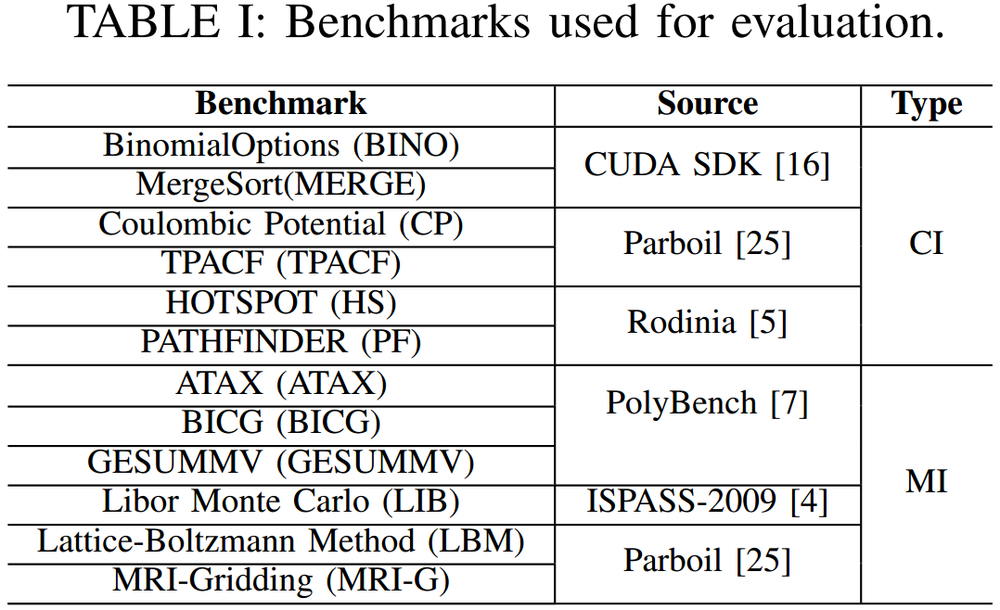 TABLE I: Benchmarks used for evaluation.
Benchmark Source Type
BinomialOptions (BINO)
CUDA SDK [16]
MergeSort(MERGE)
Coulombic Potential (CP)
Parboil [25]
CI
TPACF (TPACF)
HOTSPOT (HS)
Rodinia [5]
PATHFINDER (PF)
ATAX (ATAX)
PolyBench [7]
BICG (BICG)
GESUMMV (GESUMMV)
MI
Libor Monte Carlo (LIB) ISPASS-2009 [4]
Lattice-Boltzmann Method (LBM)
Parboil [25]
MRI-Gridding (MRI-G)